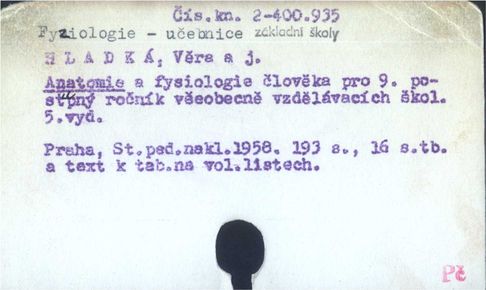 Čís.kn. 2-400.935
Fyziologie - učebnice základní školy
HLADKÁ, Věra a j.
Anatomie a fysiologie člověka pro 9. po-
stupný ročník všeobecně vzdělávacích škol.
5.vyd.
Praha, St.ped.nakl.1958. 193 s., 16 s.tb.
a text k tab.na vol.listech.
Pč